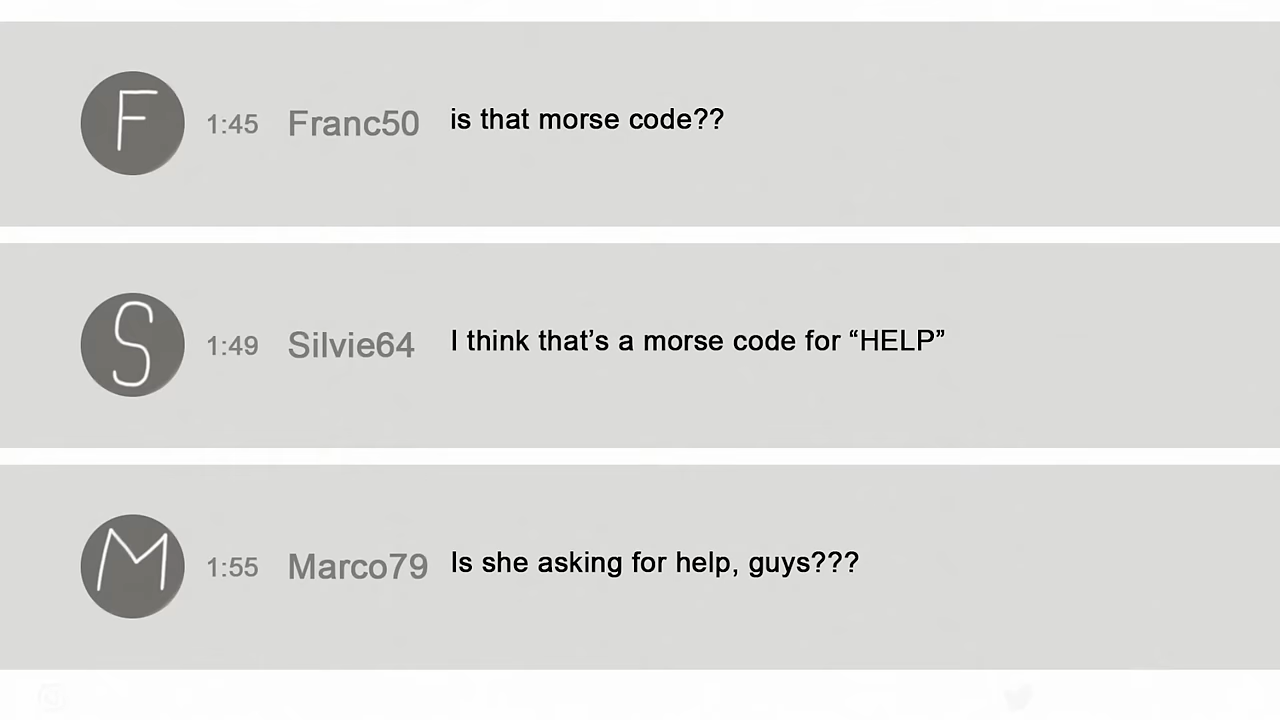 F 1:45 Franc50 is that morse code??
S 1:49 Silvie64 I think that’s a morse code for “HELP”
M 1:55 Marco79 Is she asking for help, guys???